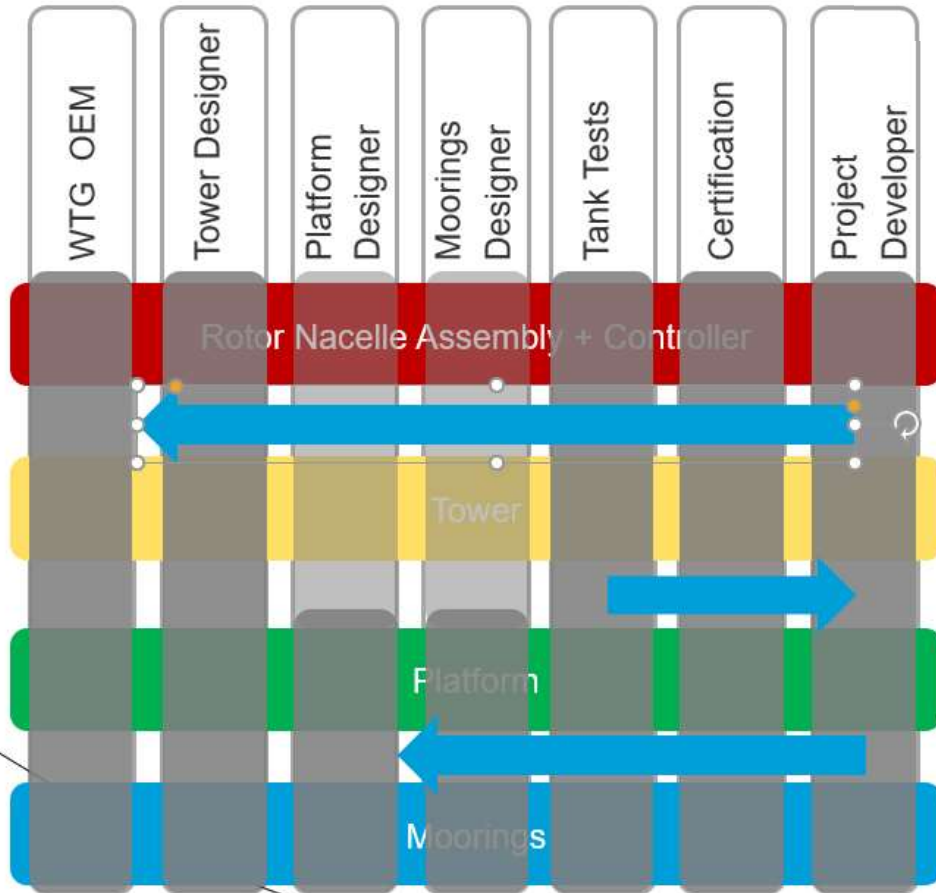 WTG OEM
Tower Designer
Platform
Designer
Moorings
Designer
Tank Tests
Certification
Project
Developer
Rotor Nacelle Assembly + Controller
Tower
Platform
Moorings